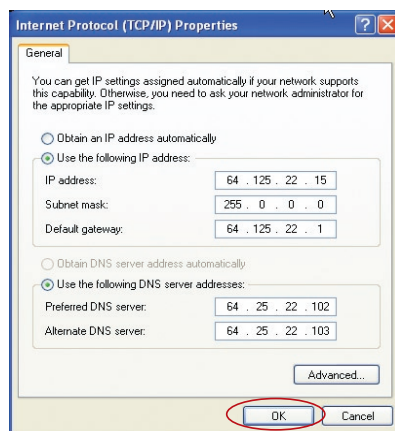 Internet Protocol (TCP/IP) Properties
General
You can get IP settings assigned automatically if your network supports
this capability. Otherwise, you need to ask your network administrator for
the appropriate IP settings.
Obtain an IP address automatically
Use the following IP address:
IP address: 64 . 125 . 22 . 15
Subnet mask: 255 . 0 . 0 . 0
Default gateway: 64 . 125 . 22 . 1
Obtain DNS server address automatically
Use the following DNS server addresses:
Preferred DNS server: 64 . 25 . 22 . 102
Alternate DNS server: 64 . 25 . 22 . 103
Advanced...
OK Cancel